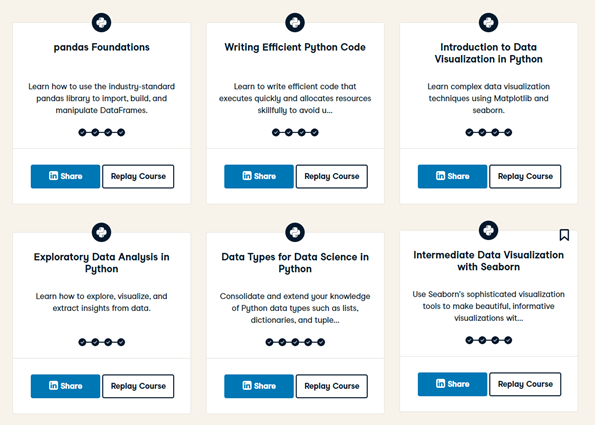 pandas Foundations
Learn how to use the industry-standard
pandas library to import, build, and
manipulate DataFrames.
in Share
Replay Course
Writing Efficient Python Code
Learn to write efficient code that
executes quickly and allocates resources
skillfully to avoid u...
in Share
Replay Course
Introduction to Data
Visualization in Python
Learn complex data visualization
techniques using Matplotlib and
seaborn.
in Share
Replay Course
Exploratory Data Analysis in
Python
Learn how to explore, visualize, and
extract insights from data.
in Share
Replay Course
Data Types for Data Science in
Python
Consolidate and extend your knowledge
of Python data types such as lists,
dictionaries, and tuple...
in Share
Replay Course
Intermediate Data Visualization
with Seaborn
Use Seaborn's sophisticated visualization
tools to make beautiful, informative
visualizations wit...
in Share
Replay Course